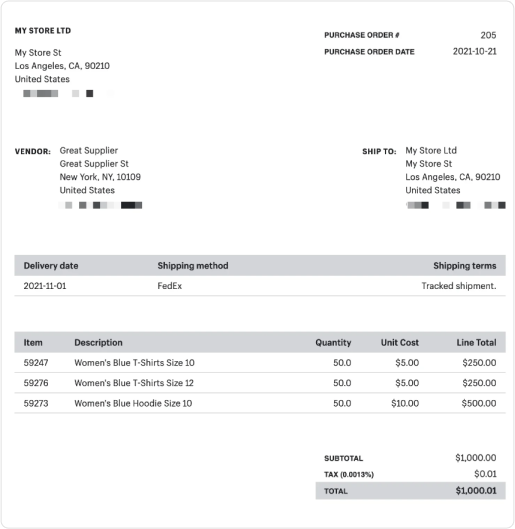 MY STORE LTD
PURCHASE ORDER # 205
My Store St
PURCHASE ORDER DATE 2021-10-21
Los Angeles, CA, 90210
United States
VENDOR: Great Supplier
Great Supplier St
New York, NY, 10109
United States
SHIP TO: My Store Ltd
My Store St
Los Angeles, CA, 90210
United States
Delivery date Shipping method Shipping terms
2021-11-01 FedEx Tracked shipment.
Item Description Quantity Unit Cost Line Total
59247 Women's Blue T-Shirts Size 10 50.0 $5.00 $250.00
59276 Women's Blue T-Shirts Size 12 50.0 $5.00 $250.00
59273 Women's Blue Hoodie Size 10 50.0 $10.00 $500.00
SUBTOTAL $1,000.00
TAX (0.0013%) $0.01
TOTAL $1,000.01